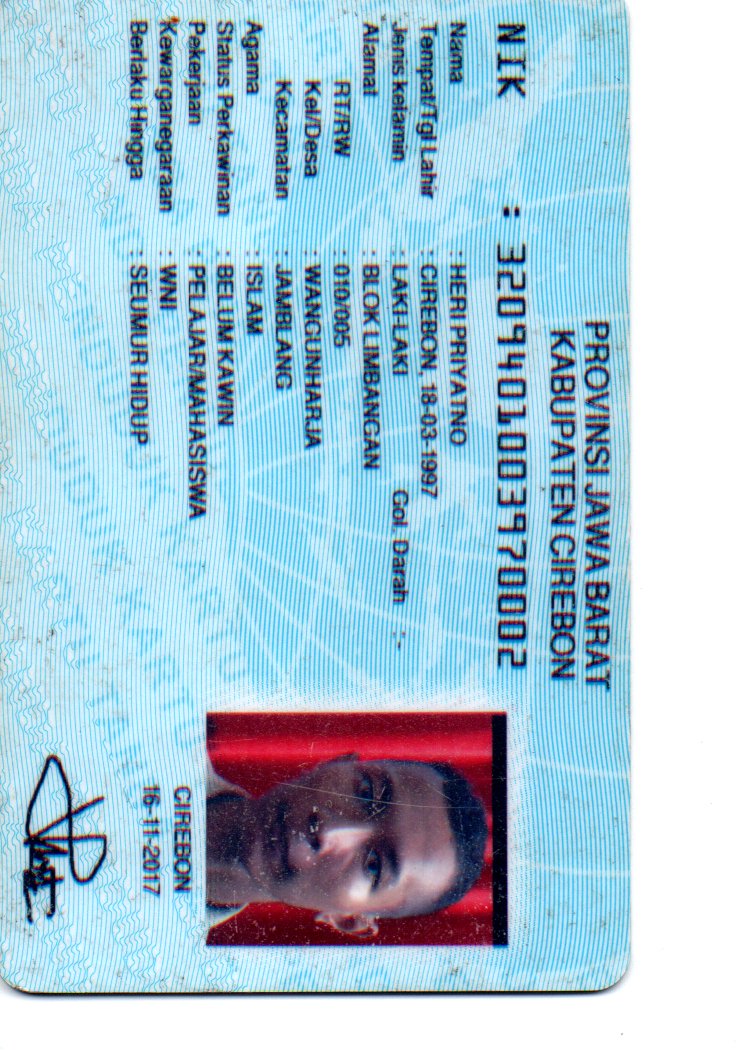 PROVINSI JAWA BARAT
KABUPATEN CIREBON
NIK : 3209401003970002
Nama : HERI PRIYATNO
Tempat/Tgl Lahir : CIREBON, 18-03-1997
Jenis kelamin : LAKI-LAKI Gol. Darah :-
Alamat : BLOK LIMBANGAN
RT/RW : 010/005
Kel/Desa : WANGUNHARJA
Kecamatan : JAMBLANG
Agama : ISLAM
Status Perkawinan : BELUM KAWIN
Pekerjaan : PELAJAR/MAHASISWA
Kewarganegaraan : WNI
Berlaku Hingga : SEUMUR HIDUP
CIREBON
16-11-2017